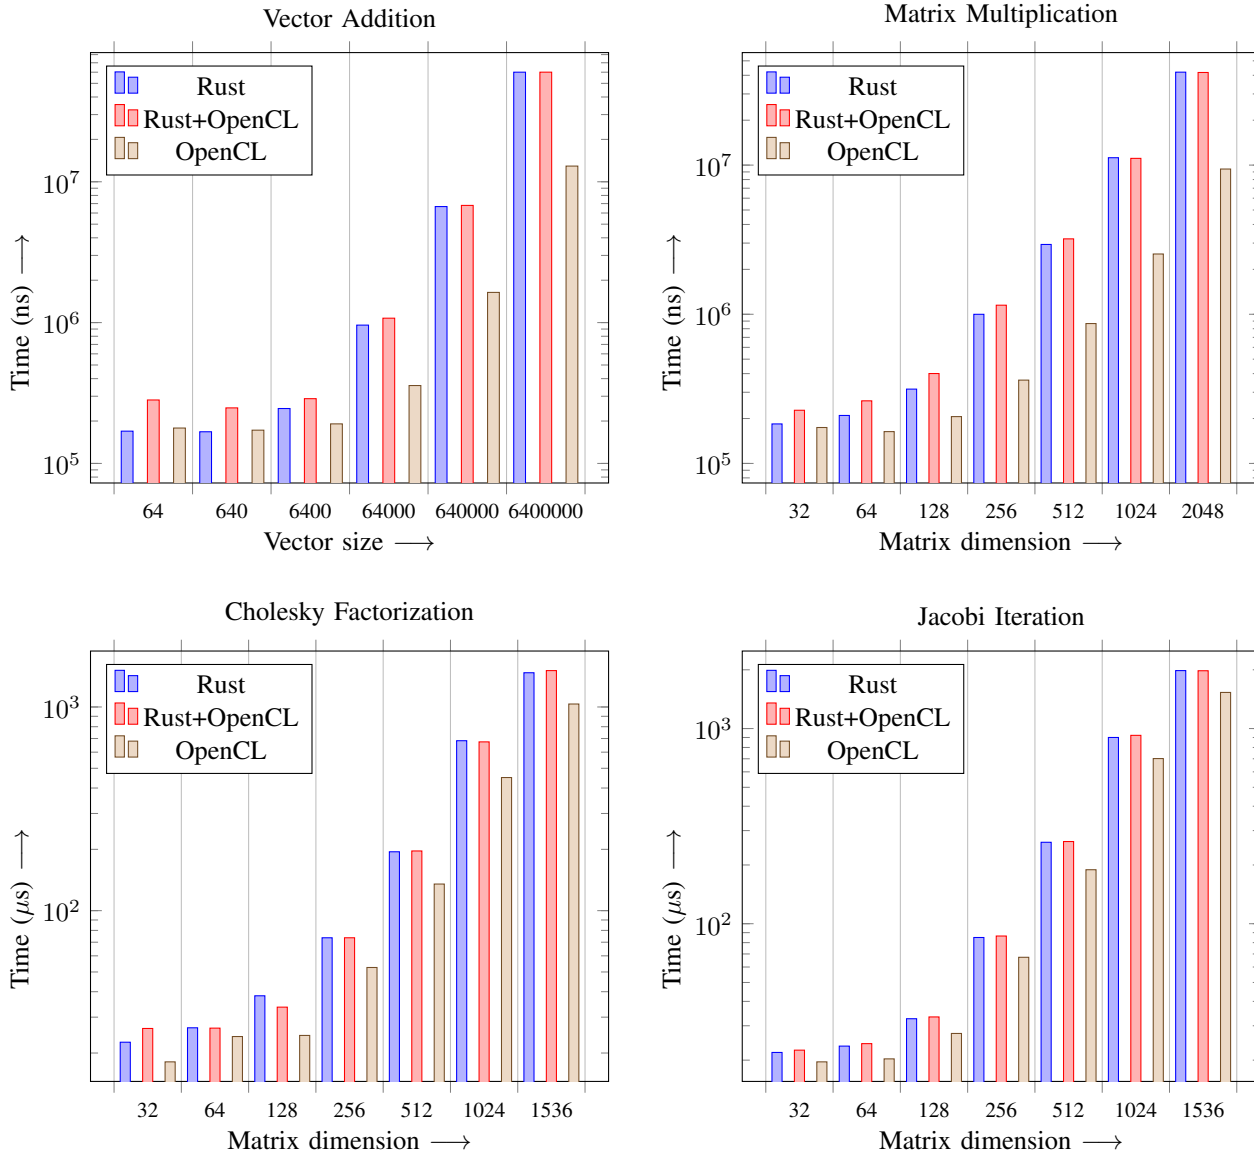 Vector Addition
Rust
Rust+OpenCL
OpenCL
10^7
10^6
10^5
Time (ns) ⟶
64 640 6400 64000 640000 6400000
Vector size ⟶
Matrix Multiplication
Rust
Rust+OpenCL
OpenCL
10^7
10^6
10^5
Time (ns) ⟶
32 64 128 256 512 1024 2048
Matrix dimension ⟶
Cholesky Factorization
Rust
Rust+OpenCL
OpenCL
10^3
10^2
Time (μs) ⟶
32 64 128 256 512 1024 1536
Matrix dimension ⟶
Jacobi Iteration
Rust
Rust+OpenCL
OpenCL
10^3
10^2
Time (μs) ⟶
32 64 128 256 512 1024 1536
Matrix dimension ⟶